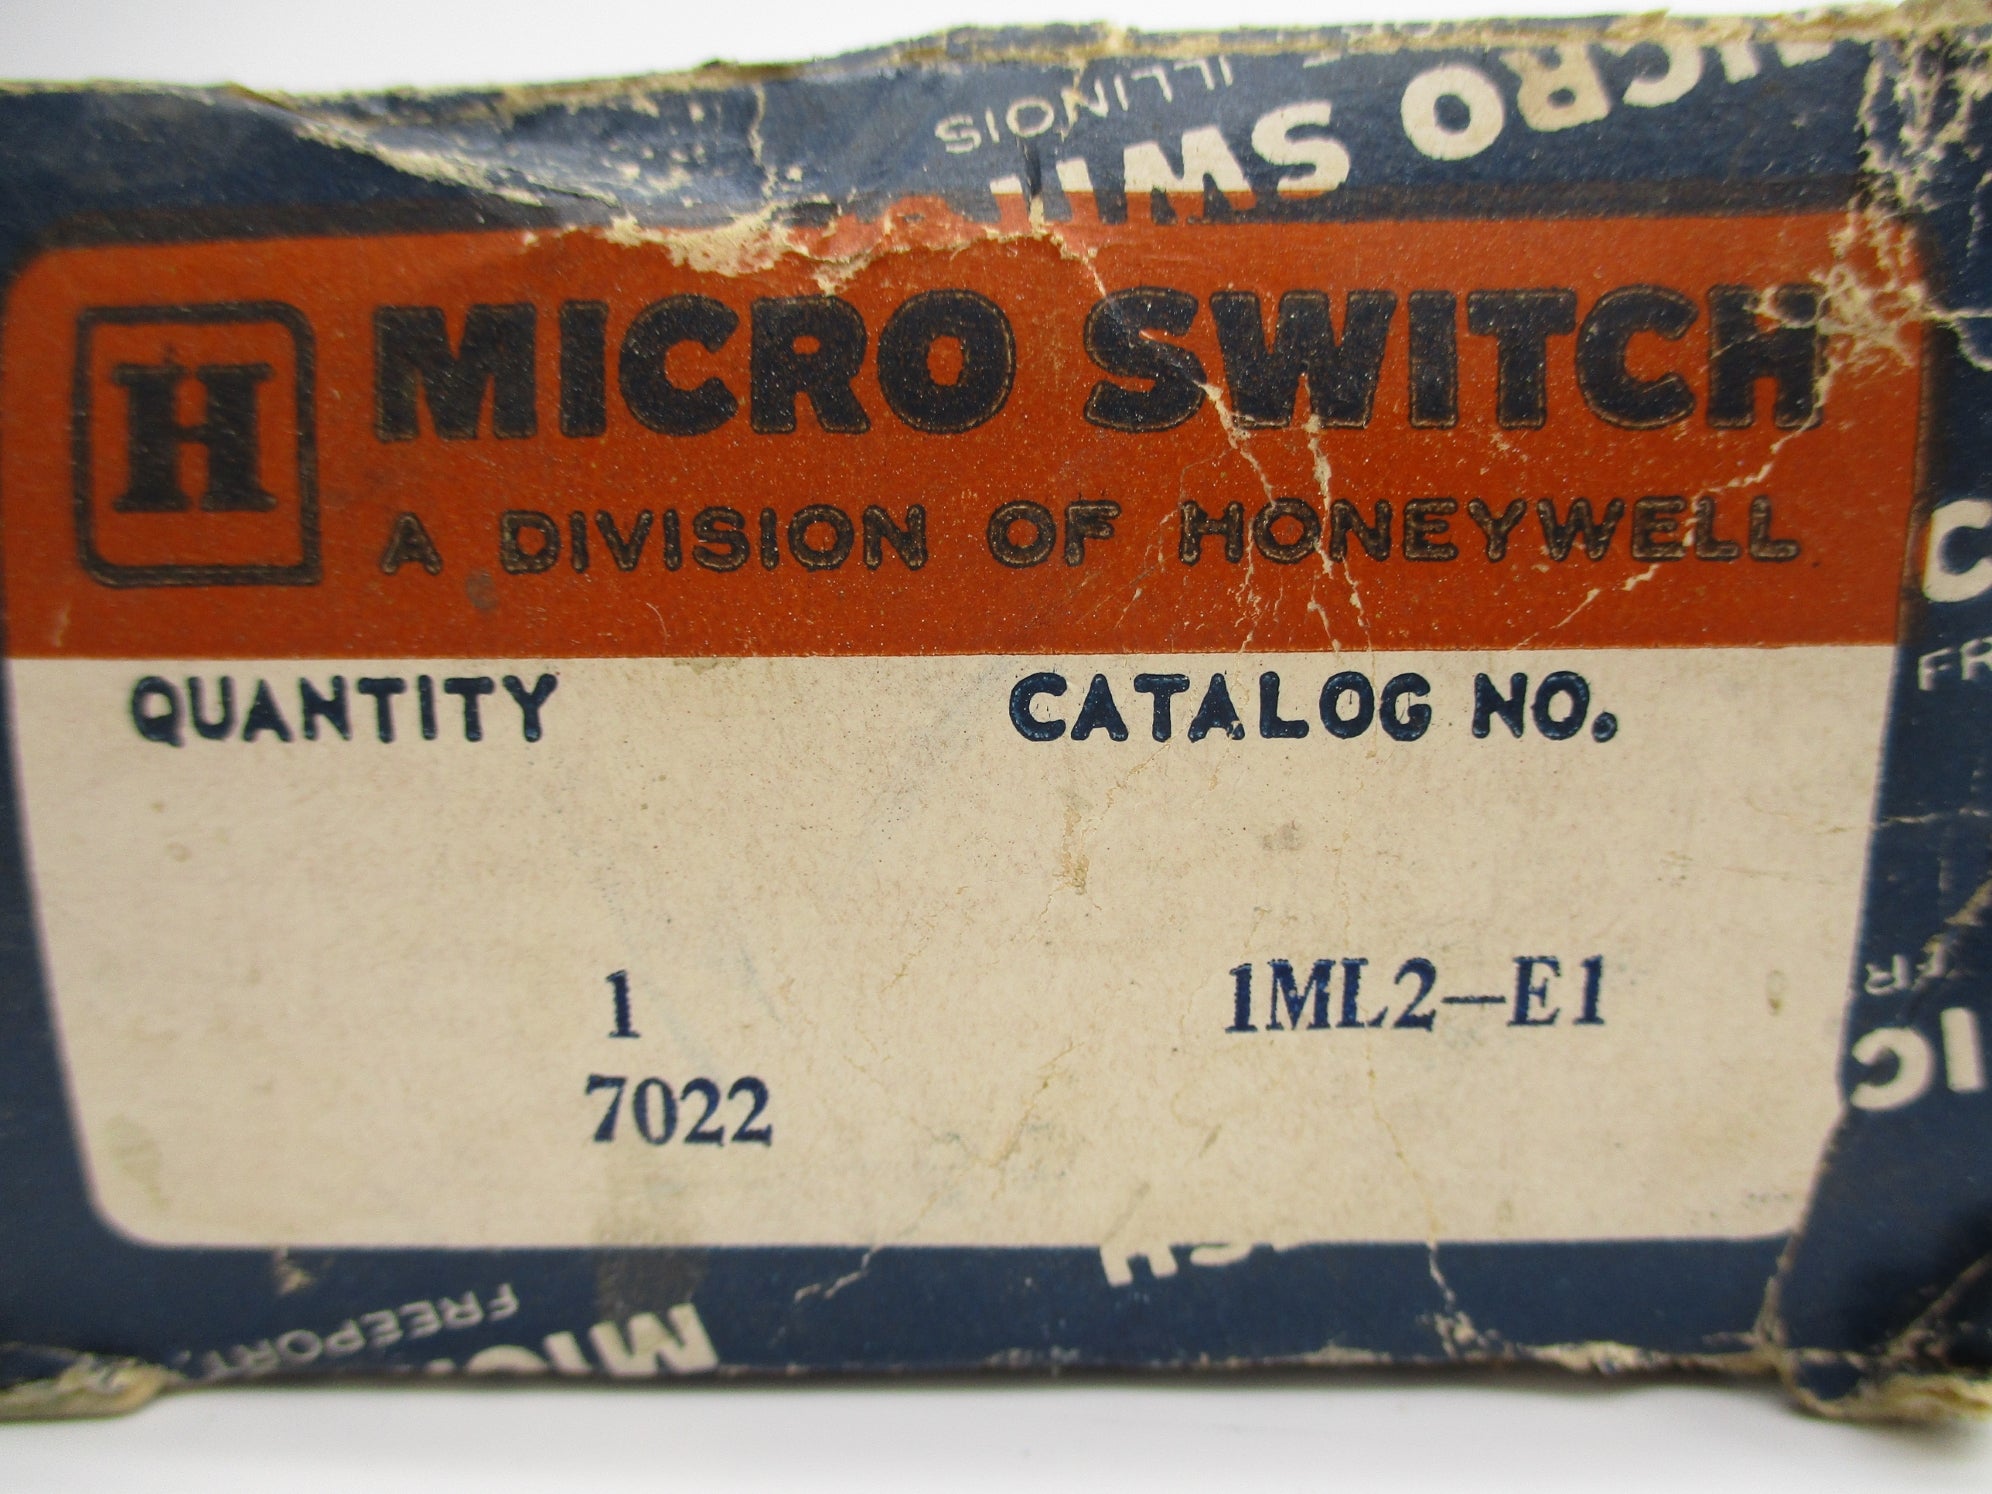 ILLINOIS
MICRO SWIT
H
MICRO SWITCH
A DIVISION OF HONEYWELL
QUANTITY CATALOG NO.
1 1ML2-E1
7022
FREEPORT,